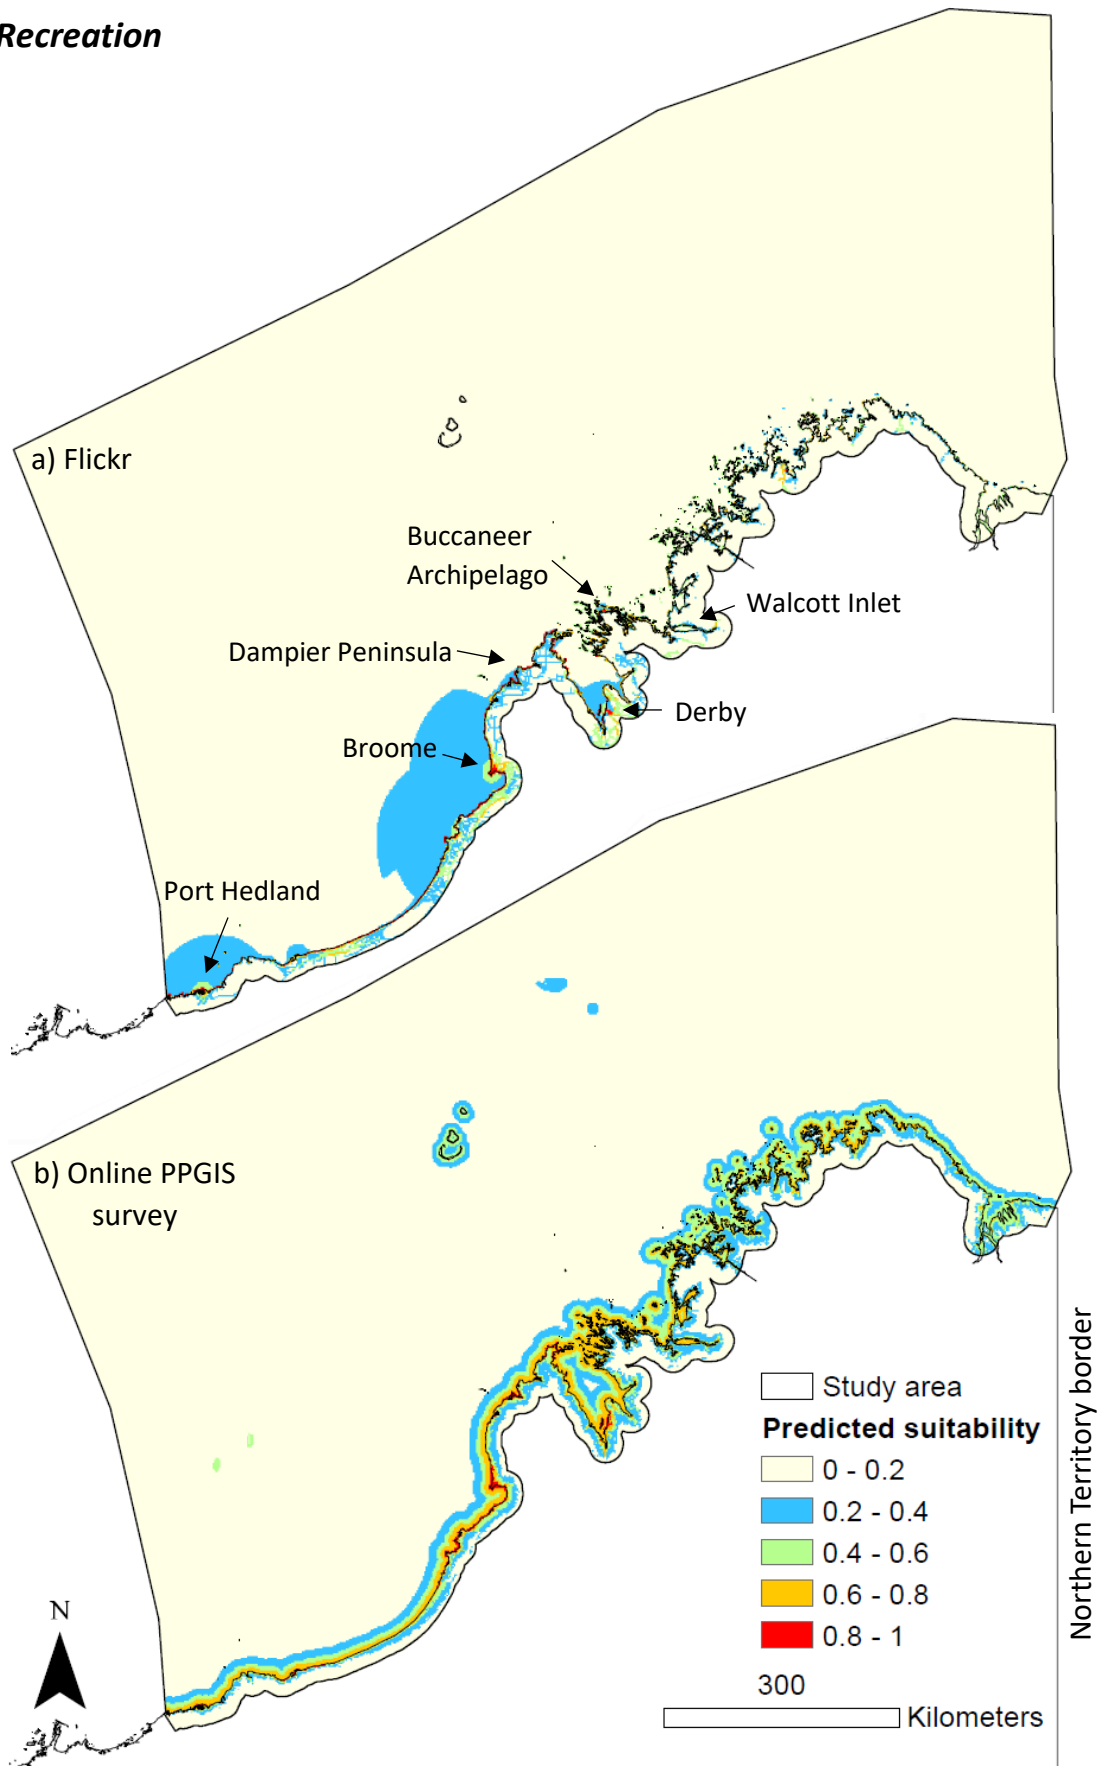 Recreation
a) Flickr
Buccaneer
Archipelago
Walcott Inlet
Dampier Peninsula
Derby
Broome
Port Hedland
b) Online PPGIS
survey
Study area
Predicted suitability
0 - 0.2
0.2 - 0.4
0.4 - 0.6
0.6 - 0.8
0.8 - 1
300
Kilometers
N
Northern Territory border